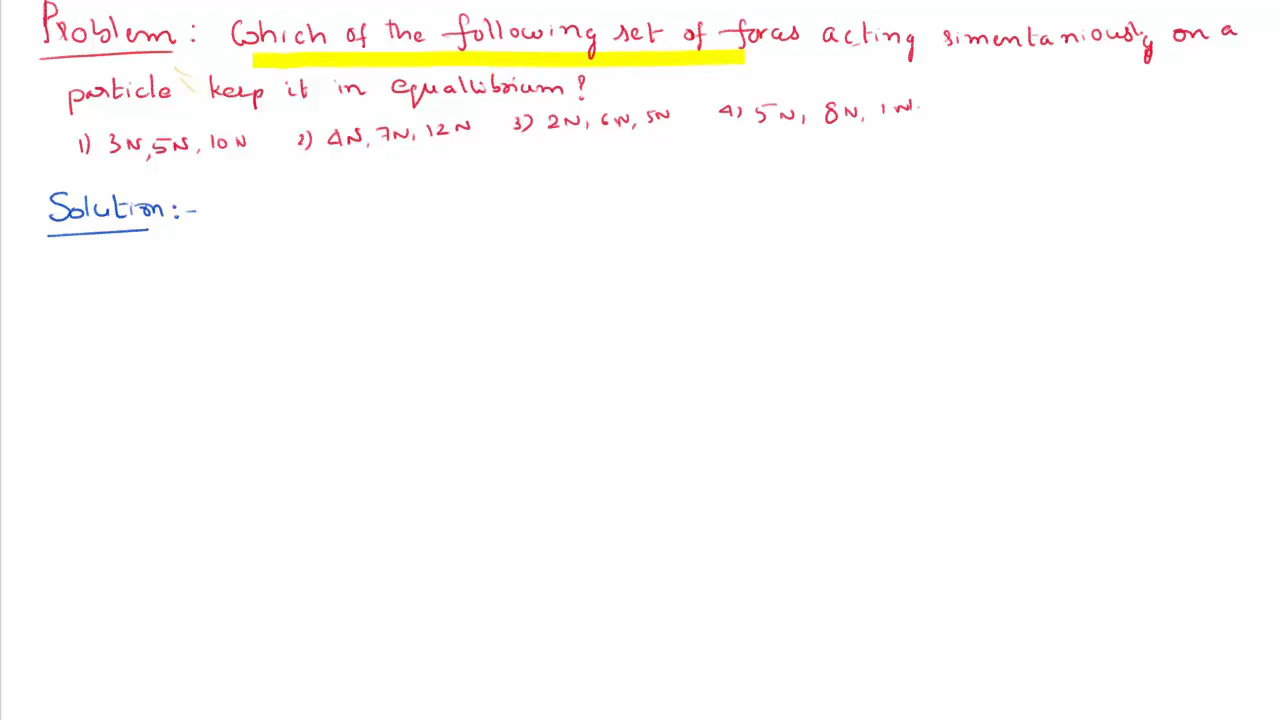 Problem : Which of the following set of forces acting simentaniously on a
particle keep it in equallibrium ?
1) 3N, 5N, 10N 2) 4N, 7N, 12N 3) 2N, 6N, 5N 4) 5N, 8N, 1N.
Solution :-